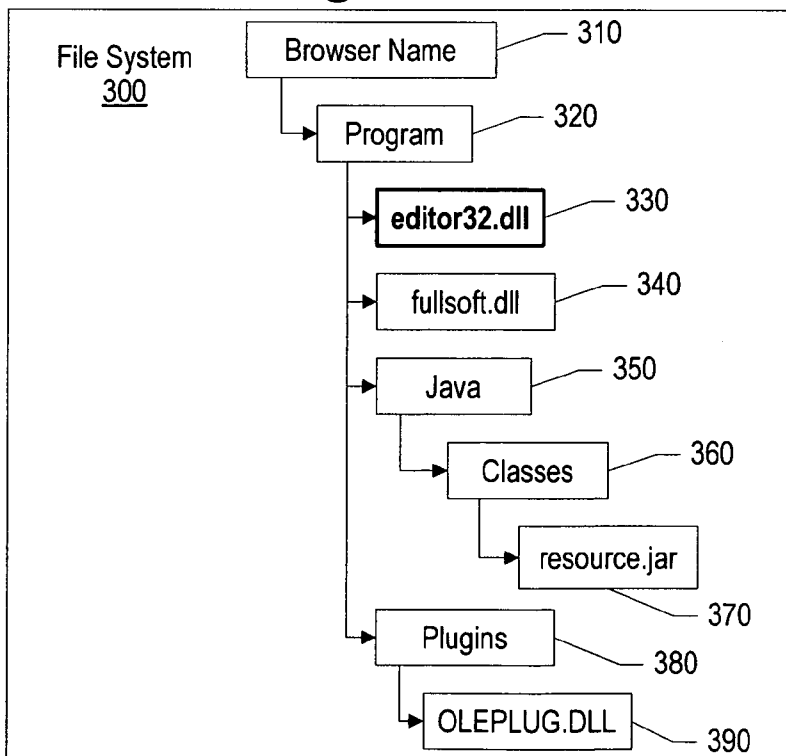 File System
300
Browser Name
310
Program
320
editor32.dll
330
fullsoft.dll
340
Java
350
Classes
360
resource.jar
370
Plugins
380
OLEPLUG.DLL
390